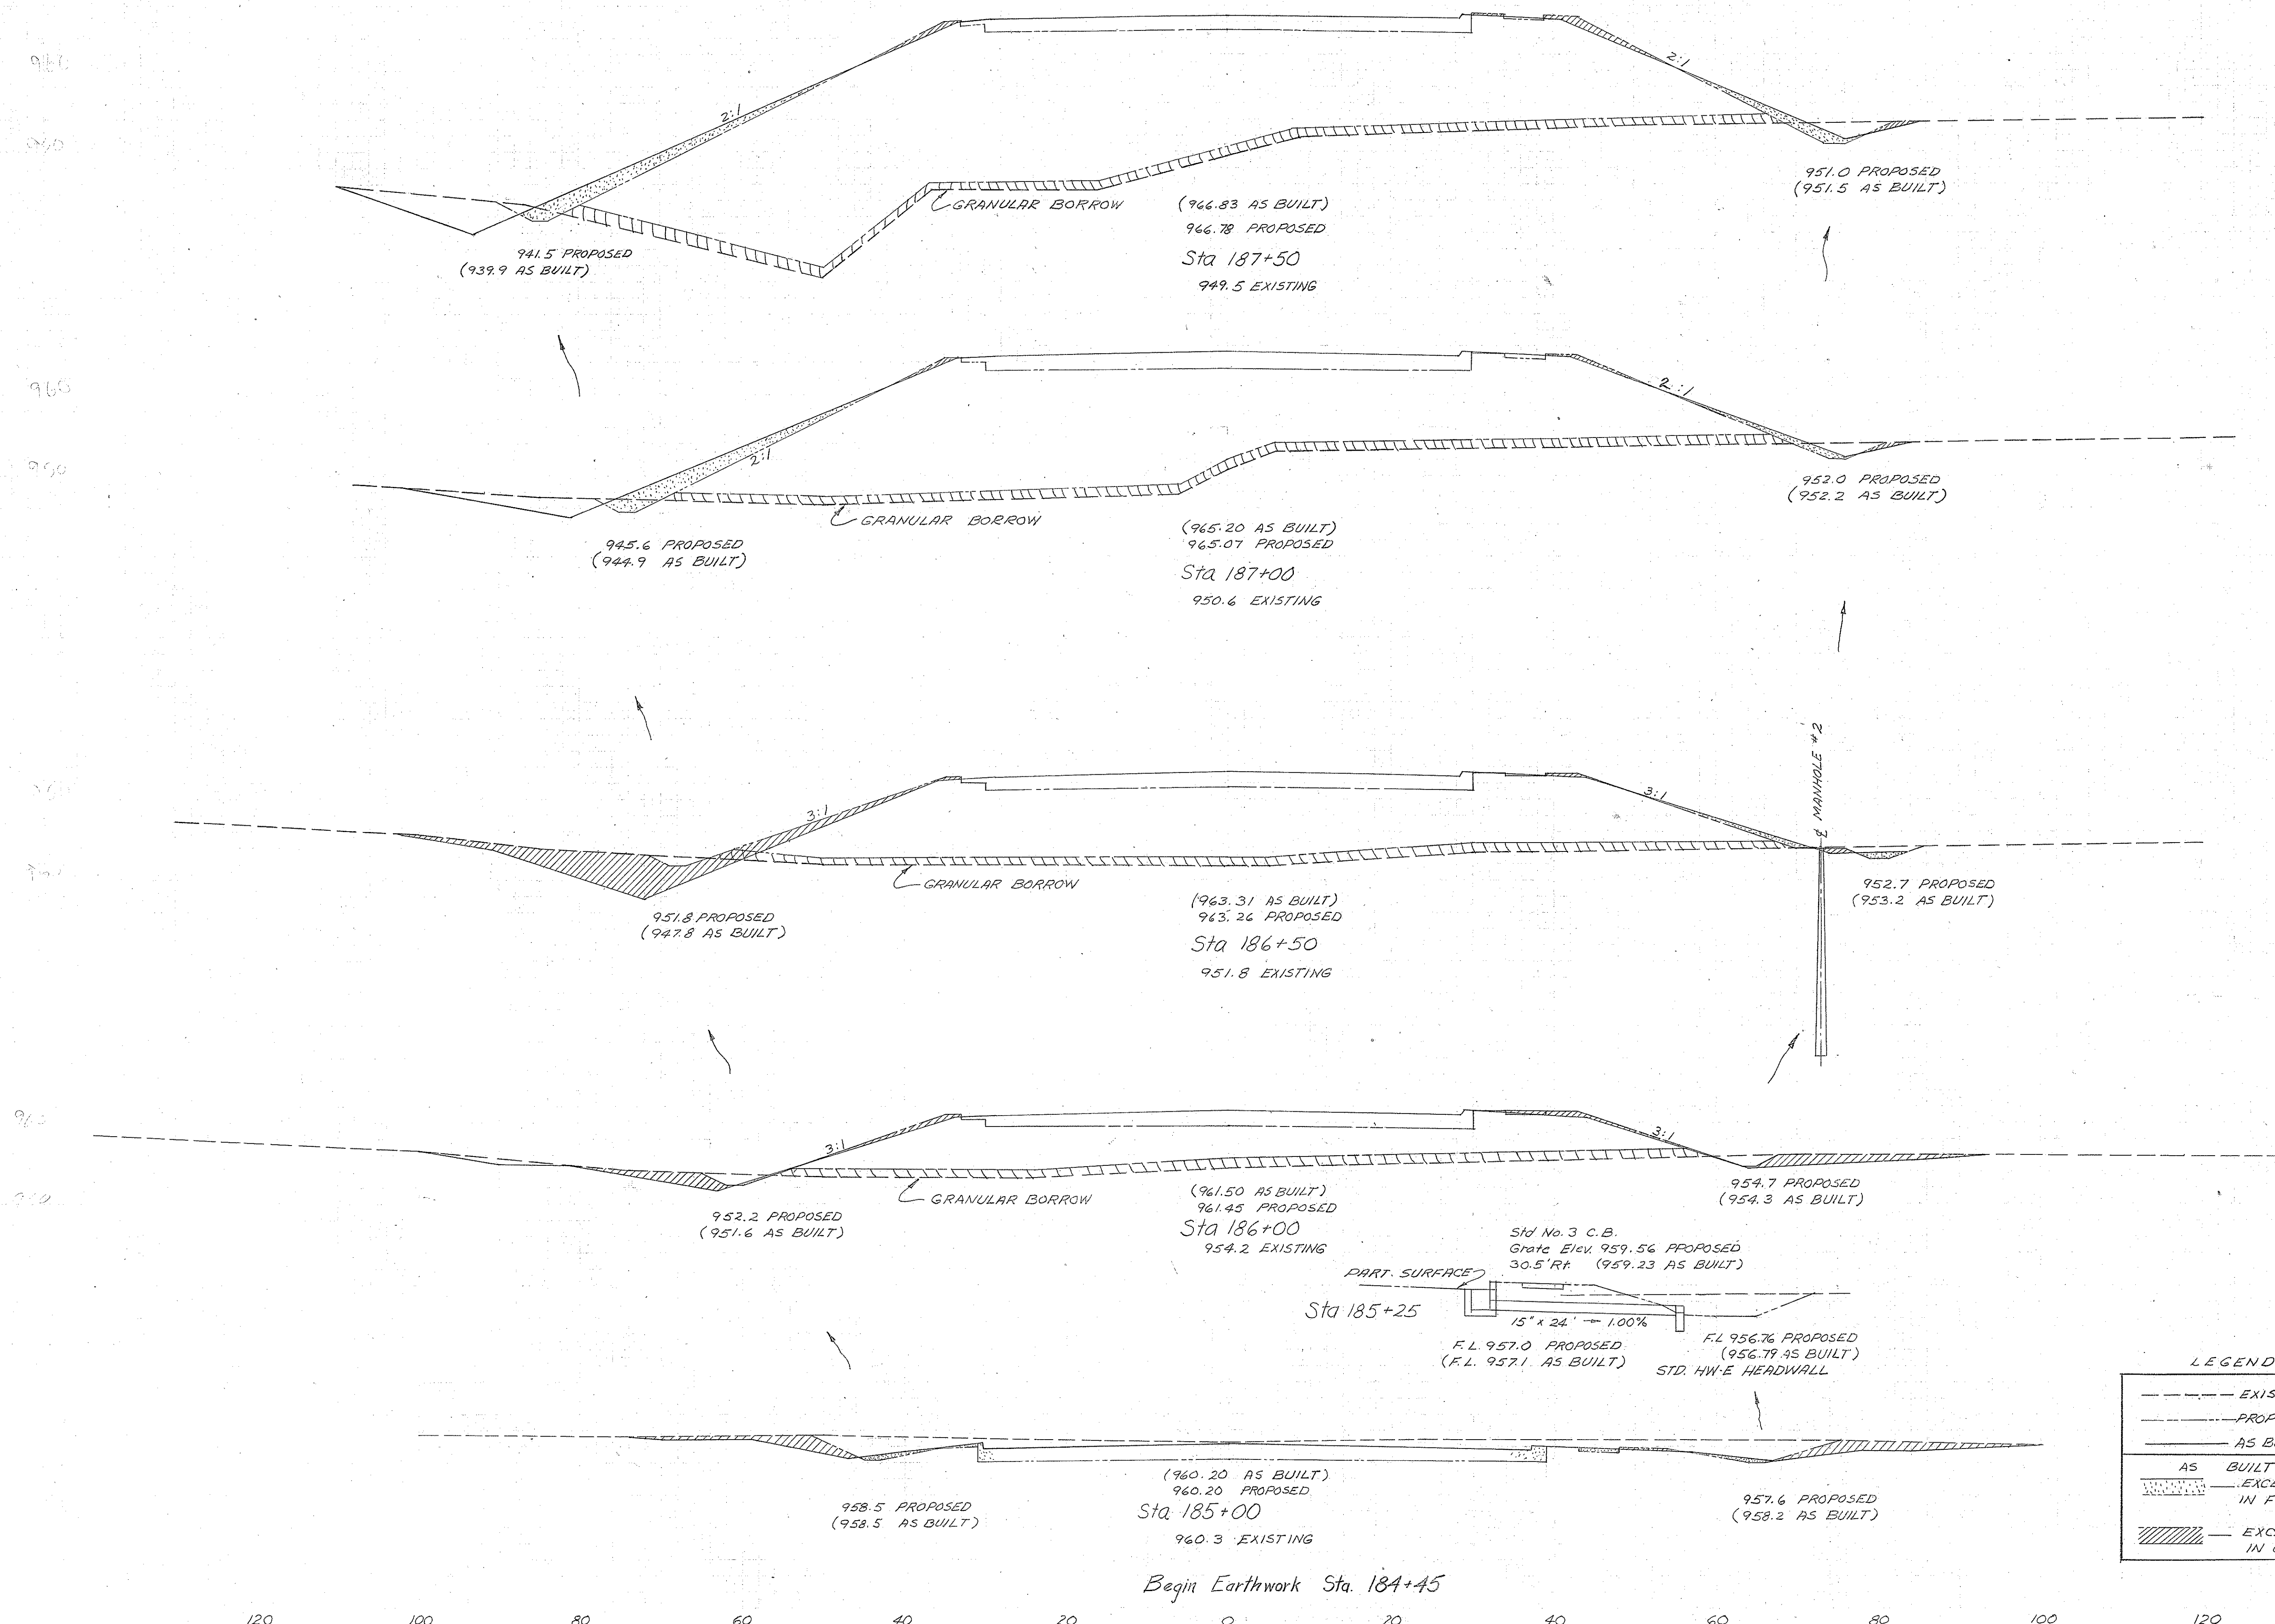 2:1
2:1
960
951.0 PROPOSED
(951.5 AS BUILT)
GRANULAR BORROW
(966.83 AS BUILT)
966.78 PROPOSED
Sta 187+50
949.5 EXISTING
941.5 PROPOSED
(939.9 AS BUILT)
960
2:1
2:1
950
952.0 PROPOSED
(952.2 AS BUILT)
GRANULAR BORROW
(965.20 AS BUILT)
965.07 PROPOSED
Sta 187+00
950.6 EXISTING
945.6 PROPOSED
(944.9 AS BUILT)
℄ MANHOLE #2
3:1
3:1
GRANULAR BORROW
952.7 PROPOSED
(953.2 AS BUILT)
(963.31 AS BUILT)
963.26 PROPOSED
Sta 186+50
951.8 EXISTING
951.8 PROPOSED
(947.8 AS BUILT)
3:1
3:1
GRANULAR BORROW
954.7 PROPOSED
(954.3 AS BUILT)
(961.50 AS BUILT)
961.45 PROPOSED
Sta 186+00
954.2 EXISTING
952.2 PROPOSED
(951.6 AS BUILT)
Std No. 3 C.B.
Grate Elev. 959.56 PROPOSED
30.5' Rt. (959.23 AS BUILT)
PART. SURFACE
Sta 185+25
15" x 24' 1.00%
F.L. 957.0 PROPOSED
(F.L. 957.1 AS BUILT)
F.L 956.76 PROPOSED
(956.79 AS BUILT)
STD. HW-E HEADWALL
LEGEND
EXIS
PROP
AS B
AS BUILT
EXCE
IN F
EXC
IN
(960.20 AS BUILT)
960.20 PROPOSED
Sta 185+00
960.3 EXISTING
958.5 PROPOSED
(958.5 AS BUILT)
957.6 PROPOSED
(958.2 AS BUILT)
Begin Earthwork Sta. 184+45
120 100 80 60 40 20 0 20 40 60 80 100 120